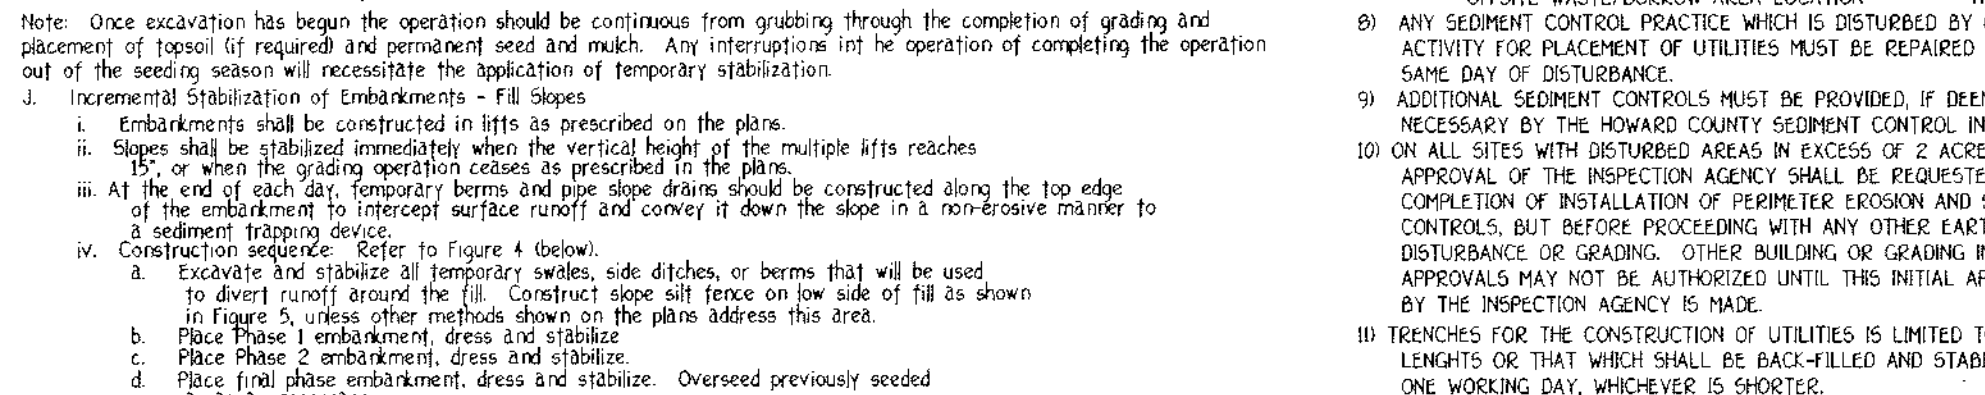 Note: Once excavation has begun the operation should be continuous from grubbing through the completion of grading and
placement of topsoil (if required) and permanent seed and mulch. Any interruptions int he operation of completing the operation
out of the seeding season will necessitate the application of temporary stabilization.
J. Incremental Stabilization of Embankments - Fill Slopes
i. Embankments shall be constructed in lifts as prescribed on the plans.
ii. Slopes shall be stabilized immediately when the vertical height of the multiple lifts reaches
15", or when the grading operation ceases as prescribed in the plans.
iii. At the end of each day, temporary berms and pipe slope drains should be constructed along the top edge
of the embankment to intercept surface runoff and convey it down the slope in a non-erosive manner to
a sediment trapping device.
iv. Construction sequence: Refer to Figure 4 (below).
a. Excavate and stabilize all temporary swales, side ditches, or berms that will be used
to divert runoff around the fill. Construct slope silt fence on low side of fill as shown
in Figure 5, unless other methods shown on the plans address this area.
b. Place Phase 1 embankment, dress and stabilize
c. Place Phase 2 embankment, dress and stabilize.
d. Place final phase embankment, dress and stabilize. Overseed previously seeded
OFFSITE WASTE/BORROW AREA LOCATION
8) ANY SEDIMENT CONTROL PRACTICE WHICH IS DISTURBED BY
ACTIVITY FOR PLACEMENT OF UTILITIES MUST BE REPAIRED
SAME DAY OF DISTURBANCE.
9) ADDITIONAL SEDIMENT CONTROLS MUST BE PROVIDED, IF DEE
NECESSARY BY THE HOWARD COUNTY SEDIMENT CONTROL IN
10) ON ALL SITES WITH DISTURBED AREAS IN EXCESS OF 2 ACRE
APPROVAL OF THE INSPECTION AGENCY SHALL BE REQUESTE
COMPLETION OF INSTALLATION OF PERIMETER EROSION AND S
CONTROLS, BUT BEFORE PROCEEDING WITH ANY OTHER EART
DISTURBANCE OR GRADING. OTHER BUILDING OR GRADING IN
APPROVALS MAY NOT BE AUTHORIZED UNTIL THIS INITIAL AP
BY THE INSPECTION AGENCY IS MADE.
11) TRENCHES FOR THE CONSTRUCTION OF UTILITIES IS LIMITED TO
LENGHTS OR THAT WHICH SHALL BE BACK-FILLED AND STABI
ONE WORKING DAY, WHICHEVER IS SHORTER.